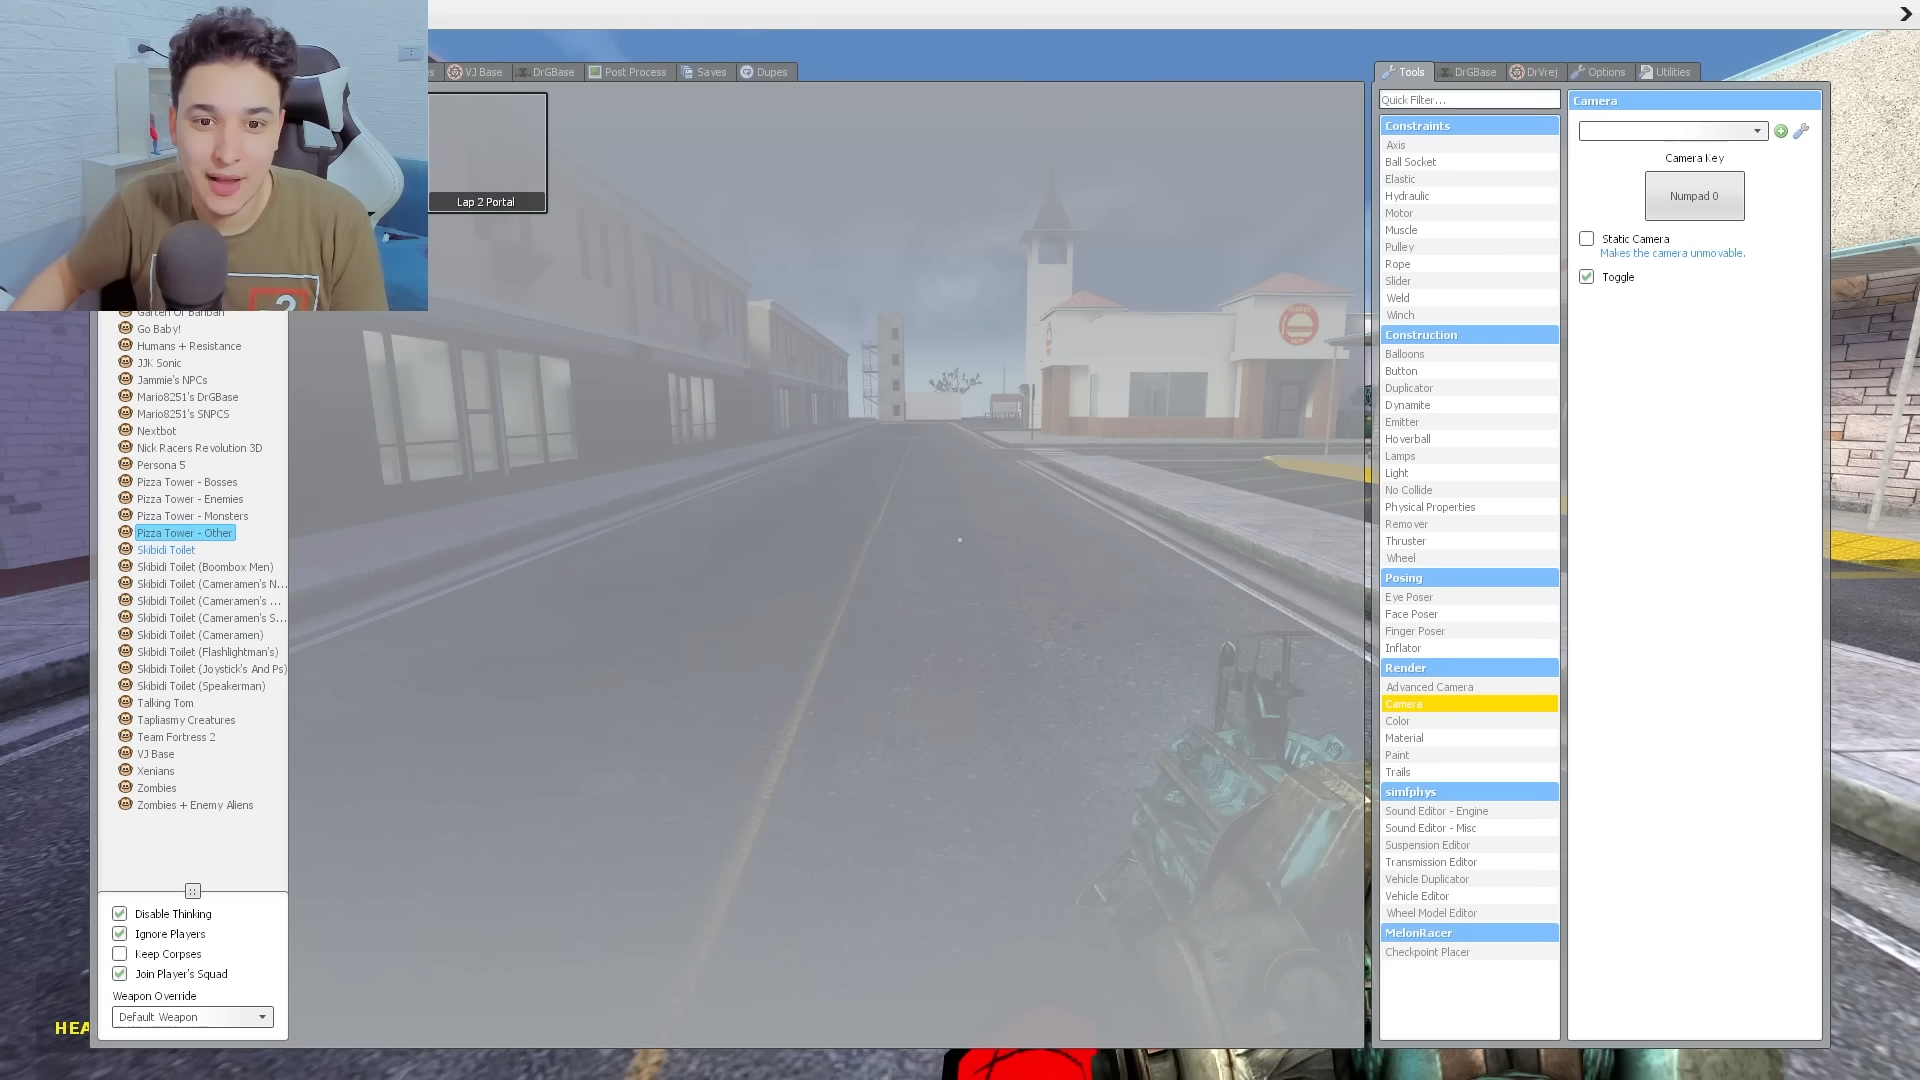 VJ Base
DrGBase
Post Process
Saves
Dupes
Lap 2 Portal
Go Baby!
Humans + Resistance
JJK Sonic
Jammie's NPCs
Mario8251's DrGBase
Mario8251's SNPCS
Nextbot
Nick Racers Revolution 3D
Persona 5
Pizza Tower - Bosses
Pizza Tower - Enemies
Pizza Tower - Monsters
Pizza Tower - Other
Skibidi Toilet
Skibidi Toilet (Boombox Men)
Skibidi Toilet (Cameramen's N...
Skibidi Toilet (Cameramen's ...
Skibidi Toilet (Cameramen's S...
Skibidi Toilet (Cameramen)
Skibidi Toilet (Flashlightman's)
Skibidi Toilet (Joystick's And Ps)
Skibidi Toilet (Speakerman)
Talking Tom
Tapliasmy Creatures
Team Fortress 2
VJ Base
Xenians
Zombies
Zombies + Enemy Aliens
Disable Thinking
Ignore Players
Keep Corpses
Join Player's Squad
Weapon Override
Default Weapon
HEA
Tools
DrGBase
DrVrej
Options
Utilities
Quick Filter...
Constraints
Axis
Ball Socket
Elastic
Hydraulic
Motor
Muscle
Pulley
Rope
Slider
Weld
Winch
Construction
Balloons
Button
Duplicator
Dynamite
Emitter
Hoverball
Lamps
Light
No Collide
Physical Properties
Remover
Thruster
Wheel
Posing
Eye Poser
Face Poser
Finger Poser
Inflator
Render
Advanced Camera
Camera
Color
Material
Paint
Trails
simfphys
Sound Editor - Engine
Sound Editor - Misc
Suspension Editor
Transmission Editor
Vehicle Duplicator
Vehicle Editor
Wheel Model Editor
MelonRacer
Checkpoint Placer
Camera
Camera Key
Numpad 0
Static Camera
Makes the camera unmovable.
Toggle